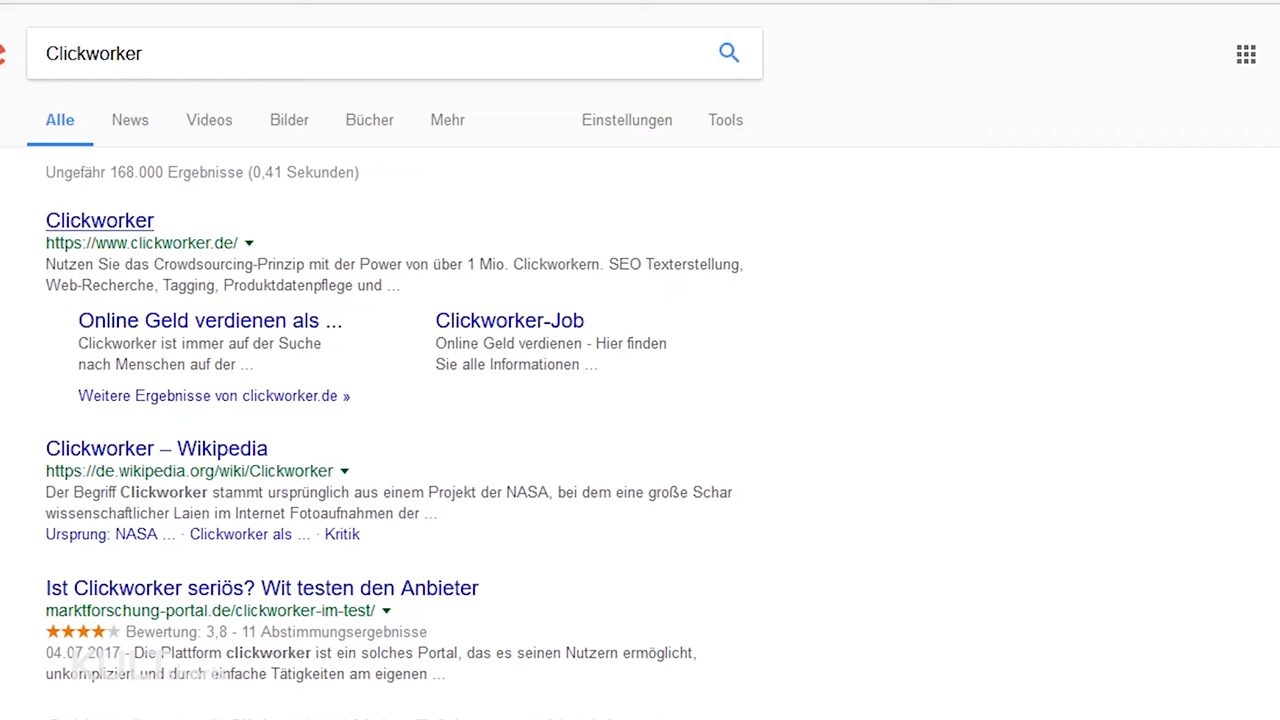 Clickworker
Alle News Videos Bilder Bücher Mehr Einstellungen Tools
Ungefähr 168.000 Ergebnisse (0,41 Sekunden)
Clickworker
https://www.clickworker.de/
Nutzen Sie das Crowdsourcing-Prinzip mit der Power von über 1 Mio. Clickworkern. SEO Texterstellung,
Web-Recherche, Tagging, Produktdatenpflege und ...
Online Geld verdienen als ... Clickworker-Job
Clickworker ist immer auf der Suche Online Geld verdienen - Hier finden
nach Menschen auf der ... Sie alle Informationen ...
Weitere Ergebnisse von clickworker.de »
Clickworker – Wikipedia
https://de.wikipedia.org/wiki/Clickworker
Der Begriff Clickworker stammt ursprünglich aus einem Projekt der NASA, bei dem eine große Schar
wissenschaftlicher Laien im Internet Fotoaufnahmen der ...
Ursprung: NASA ... · Clickworker als ... · Kritik
Ist Clickworker seriös? Wit testen den Anbieter
marktforschung-portal.de/clickworker-im-test/
Bewertung: 3,8 - 11 Abstimmungsergebnisse
04.07.2017 - Die Plattform clickworker ist ein solches Portal, das es seinen Nutzern ermöglicht,
unkompliziert und durch einfache Tätigkeiten am eigenen ...